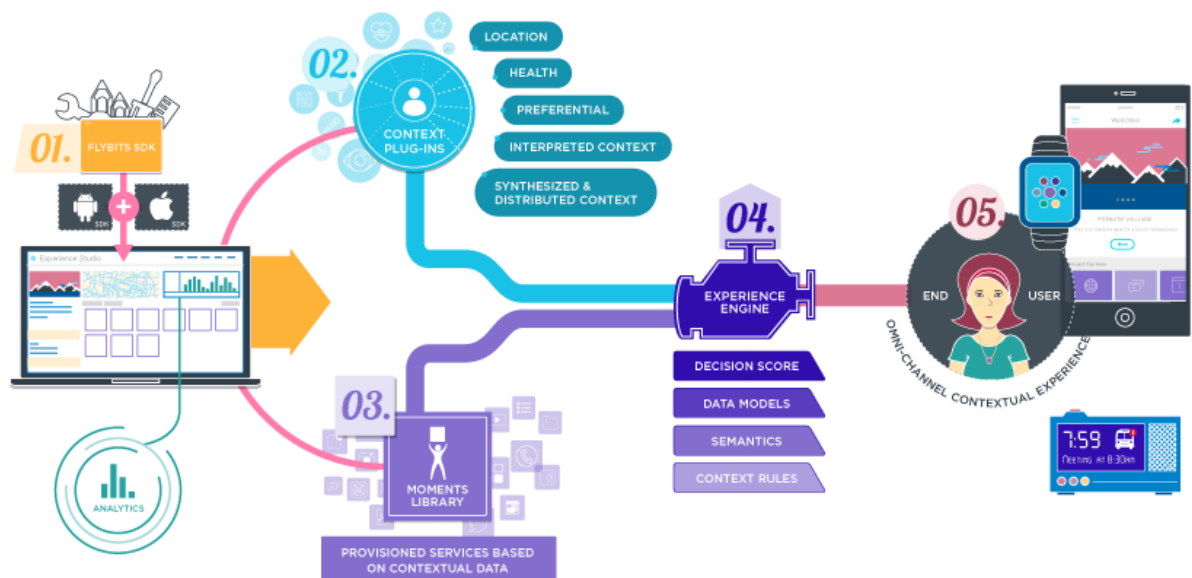 01.
FLYBITS SDK
SDK
SDK
Experience Studio
ANALYTICS
02.
CONTEXT
PLUG-INS
LOCATION
HEALTH
PREFERENTIAL
INTERPRETED CONTEXT
SYNTHESIZED &
DISTRIBUTED CONTEXT
03.
MOMENTS
LIBRARY
PROVISIONED SERVICES BASED
ON CONTEXTUAL DATA
04.
EXPERIENCE
ENGINE
DECISION SCORE
DATA MODELS
SEMANTICS
CONTEXT RULES
05.
END
USER
OMNI-CHANNEL CONTEXTUAL EXPERIENCE
Welcome!
7:59
MEETING AT 8:30AM